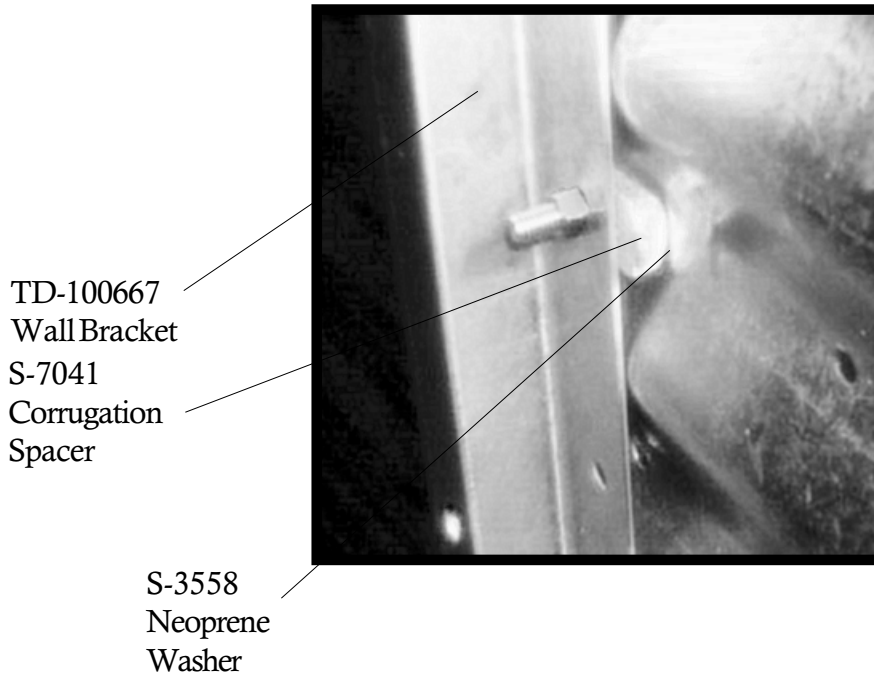 TD-100667
Wall Bracket
S-7041
Corrugation
Spacer
S-3558
Neoprene
Washer